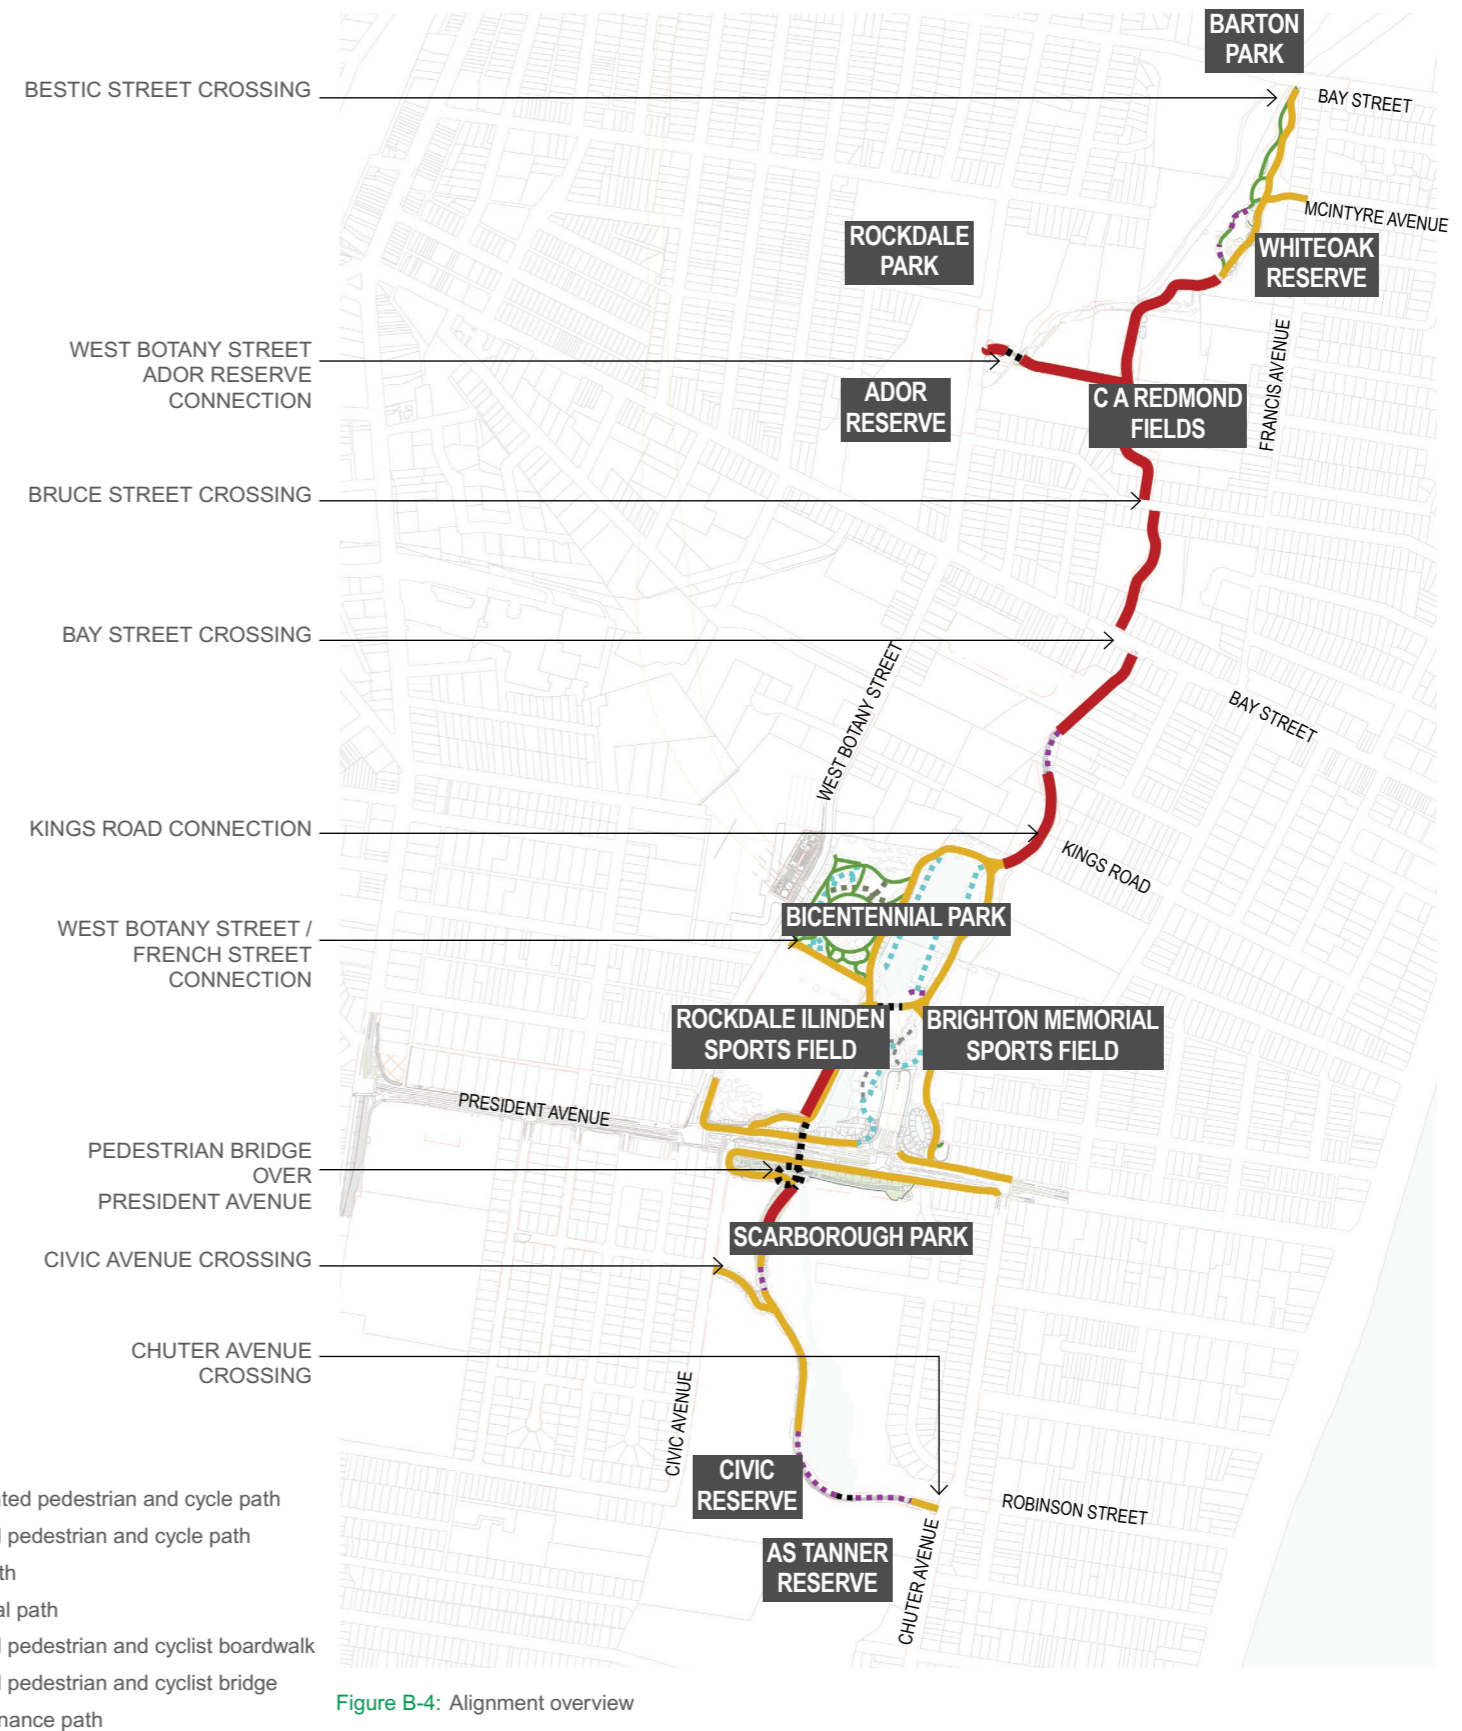 BARTON
PARK
BESTIC STREET CROSSING
BAY STREET
MCINTYRE AVENUE
ROCKDALE
PARK
WHITEOAK
RESERVE
WEST BOTANY STREET
ADOR RESERVE
CONNECTION
FRANCIS AVENUE
ADOR
RESERVE
C A REDMOND
FIELDS
BRUCE STREET CROSSING
BAY STREET CROSSING
WEST BOTANY STREET
BAY STREET
KINGS ROAD CONNECTION
KINGS ROAD
BICENTENNIAL PARK
WEST BOTANY STREET /
FRENCH STREET
CONNECTION
ROCKDALE ILINDEN
SPORTS FIELD
BRIGHTON MEMORIAL
SPORTS FIELD
PRESIDENT AVENUE
PEDESTRIAN BRIDGE
OVER
PRESIDENT AVENUE
SCARBOROUGH PARK
CIVIC AVENUE CROSSING
CHUTER AVENUE
CROSSING
CIVIC AVENUE
CIVIC
RESERVE
ROBINSON STREET
AS TANNER
RESERVE
CHUTER AVENUE
pedestrian and cycle path
pedestrian and cycle path
path
pedestrian and cyclist boardwalk
pedestrian and cyclist bridge
path
Figure B-4: Alignment overview